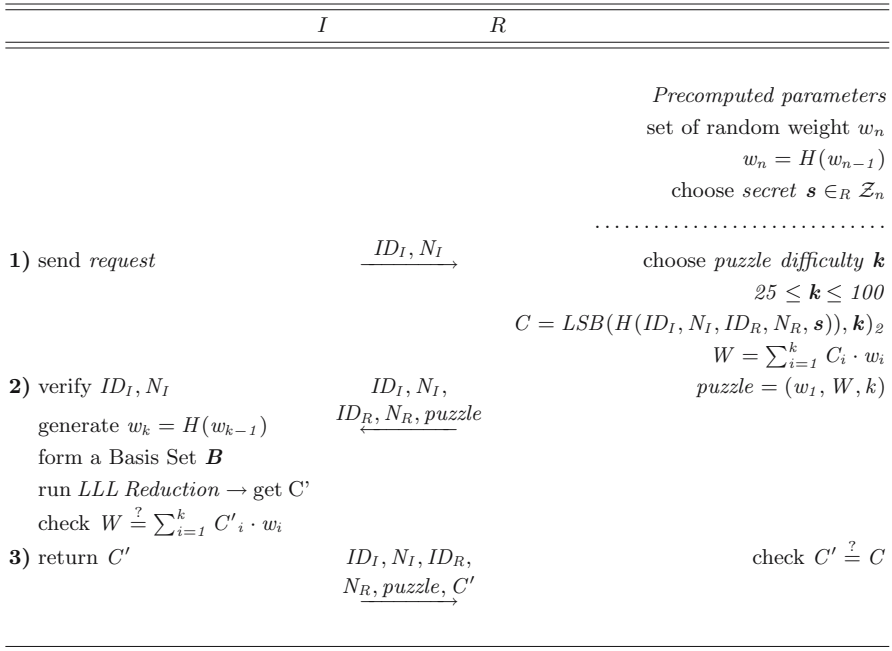 I R
Precomputed parameters
set of random weight w_n
w_n = H(w_{n-1})
choose secret s ∈_R 𝒵_n
..............................
1) send request ID_I, N_I choose puzzle difficulty k
25 ≤ k ≤ 100
C = LSB(H(ID_I, N_I, ID_R, N_R, s)), k)_2
W = ∑_{i=1}^{k} C_i · w_i
2) verify ID_I, N_I ID_I, N_I, puzzle = (w_1, W, k)
generate w_k = H(w_{k-1}) ID_R, N_R, puzzle
form a Basis Set B
run LLL Reduction → get C'
check W ?= ∑_{i=1}^{k} C'_i · w_i
3) return C′ ID_I, N_I, ID_R, check C′ ?= C
N_R, puzzle, C′